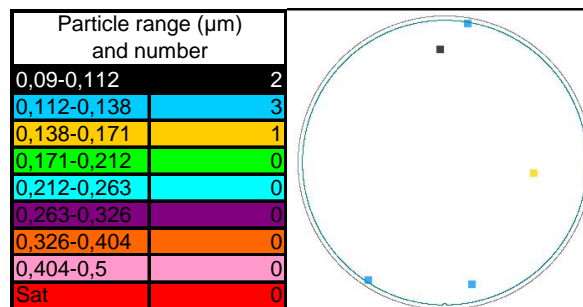 Particle range (µm)
and number
0,09-0,112 2
0,112-0,138 3
0,138-0,171 1
0,171-0,212 0
0,212-0,263 0
0,263-0,326 0
0,326-0,404 0
0,404-0,5 0
Sat 0